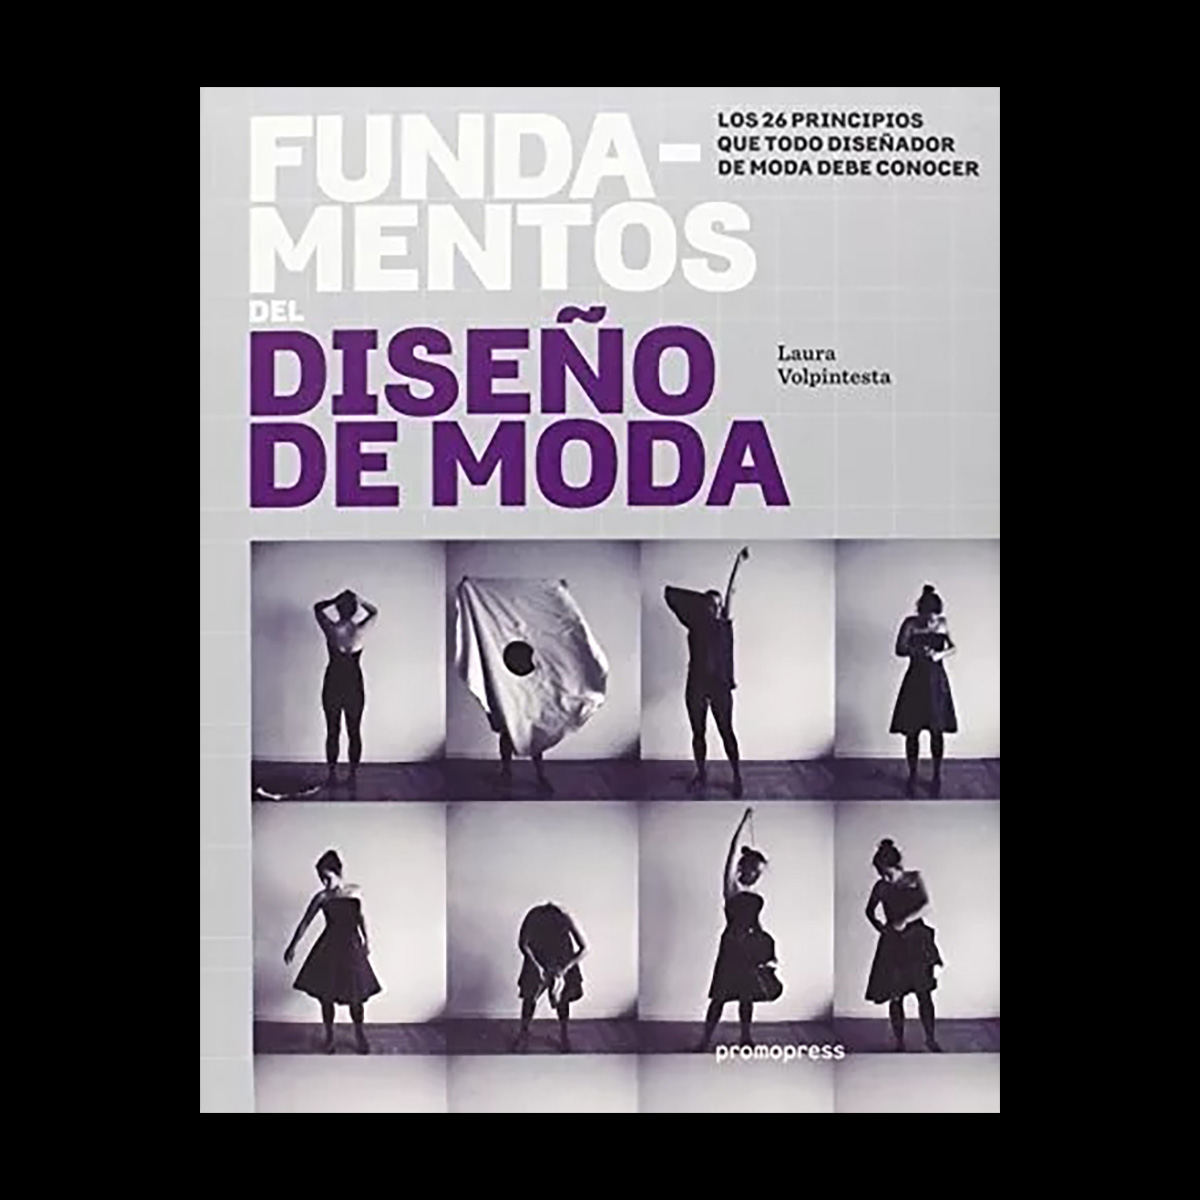 FUNDA-
MENTOS
DEL
DISEÑO
DE MODA
LOS 26 PRINCIPIOS
QUE TODO DISEÑADOR
DE MODA DEBE CONOCER
Laura
Volpintesta
promopress